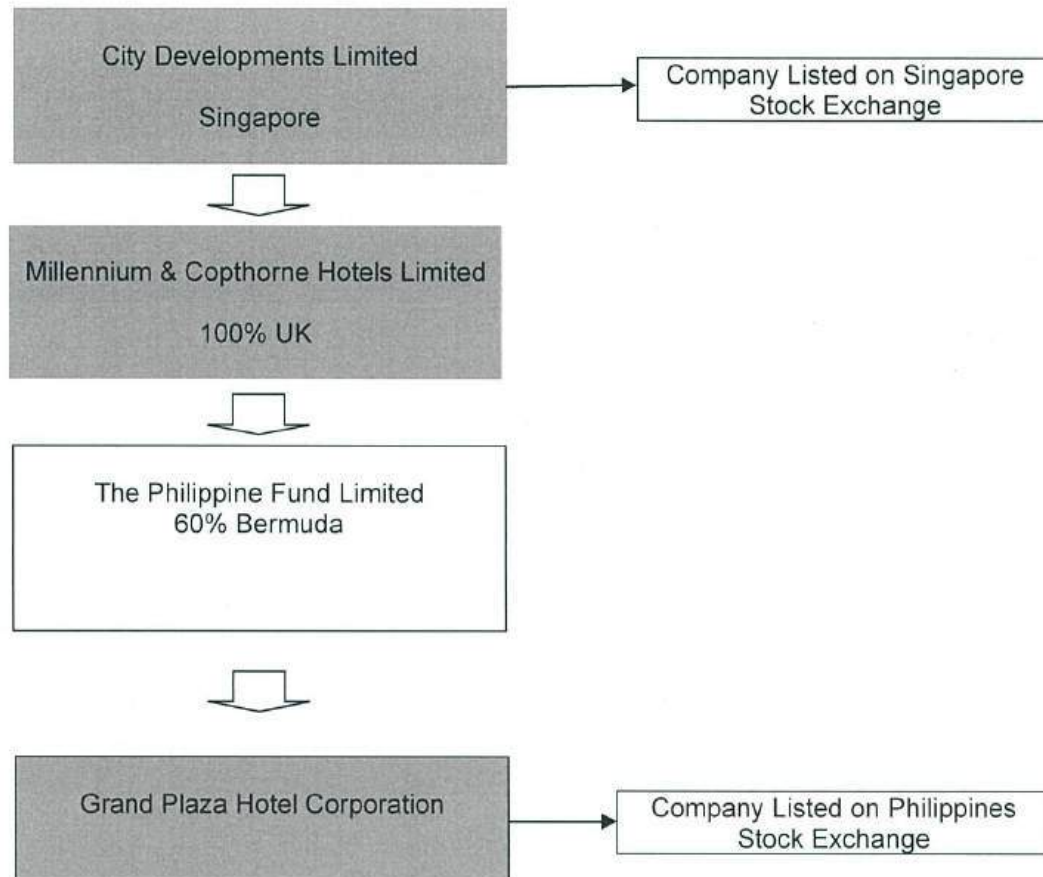 City Developments Limited
Singapore
Company Listed on Singapore
Stock Exchange
Millennium & Copthorne Hotels Limited
100% UK
The Philippine Fund Limited
60% Bermuda
Grand Plaza Hotel Corporation
Company Listed on Philippines
Stock Exchange